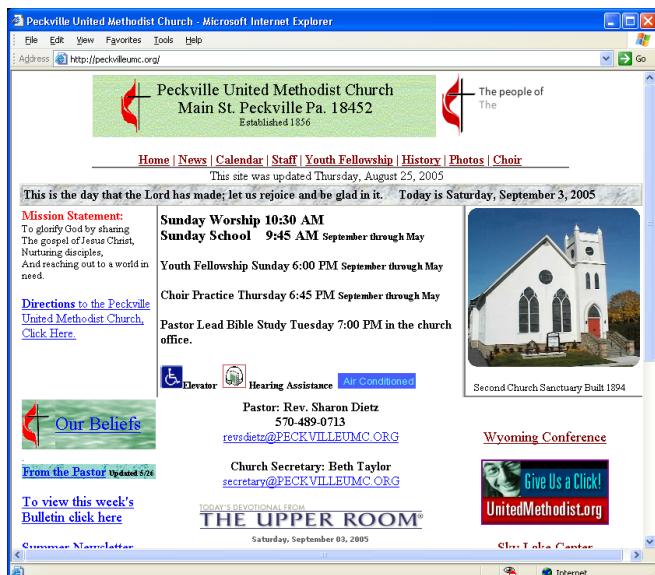 Peckville United Methodist Church - Microsoft Internet Explorer
File Edit View Favorites Tools Help
Address http://peckvilleumc.org/ Go
Peckville United Methodist Church
Main St. Peckville Pa. 18452
Established 1856
The people of
The
Home | News | Calendar | Staff | Youth Fellowship | History | Photos | Choir
This site was updated Thursday, August 25, 2005
This is the day that the Lord has made; let us rejoice and be glad in it. Today is Saturday, September 3, 2005
Mission Statement:
To glorify God by sharing
The gospel of Jesus Christ,
Nurturing disciples,
And reaching out to a world in
need.
Directions to the Peckville
United Methodist Church,
Click Here.
Sunday Worship 10:30 AM
Sunday School 9:45 AM September through May
Youth Fellowship Sunday 6:00 PM September through May
Choir Practice Thursday 6:45 PM September through May
Pastor Lead Bible Study Tuesday 7:00 PM in the church
office.
Elevator Hearing Assistance Air Conditioned
Second Church Sanctuary Built 1894
Our Beliefs
From the Pastor Updated 5/26
To view this week's
Bulletin click here
Summer Newsletter
Pastor: Rev. Sharon Dietz
570-489-0713
revsdietz@PECKVILLEUMC.ORG
Church Secretary: Beth Taylor
secretary@PECKVILLEUMC.ORG
TODAY'S DEVOTIONAL FROM
THE UPPER ROOM®
Saturday, September 03, 2005
Wyoming Conference
Give Us a Click!
UnitedMethodist.org
Sky Lake Center
Internet